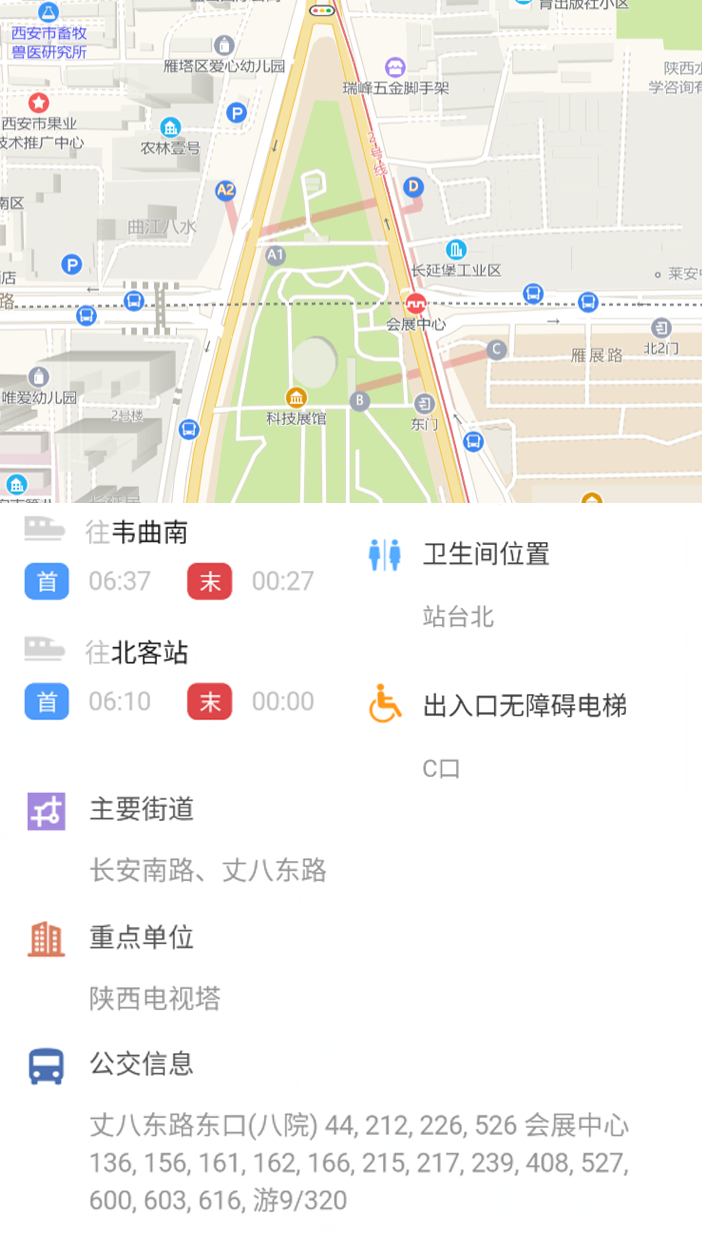 育出版社小区
西安市畜牧
兽医研究所
雁塔区爱心幼儿园
瑞峰五金脚手架
陕西水
学咨询有
西安市果业
技术推广中心
P
农林壹号
2号线
A2
D
南区
曲江八水
A1
P
长延堡工业区
店
莱安中
路
会展中心
雁展路
北2门
C
唯爱幼儿园
2号楼
科技展馆
B
东门
往韦曲南
首 06:37 末 00:27
卫生间位置
站台北
往北客站
首 06:10 末 00:00
出入口无障碍电梯
C口
主要街道
长安南路、丈八东路
重点单位
陕西电视塔
公交信息
丈八东路东口(八院) 44, 212, 226, 526 会展中心
136, 156, 161, 162, 166, 215, 217, 239, 408, 527,
600, 603, 616, 游9/320